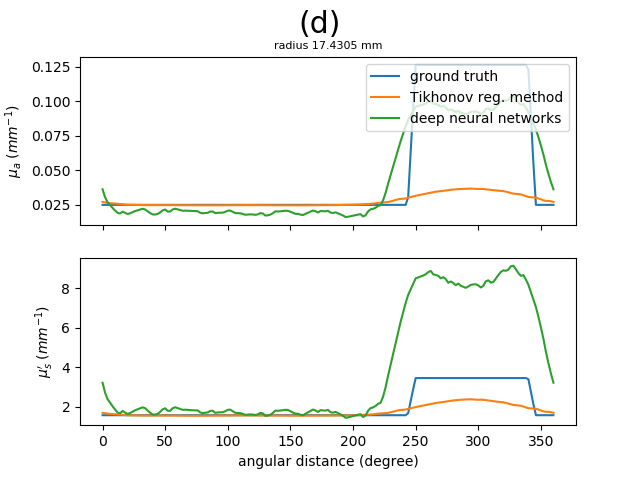 (d)
radius 17.4305 mm
0.125
0.100
0.075
0.050
0.025
μₐ (mm⁻¹)
ground truth
Tikhonov reg. method
deep neural networks
8
6
4
2
μ′ₛ (mm⁻¹)
0 50 100 150 200 250 300 350
angular distance (degree)